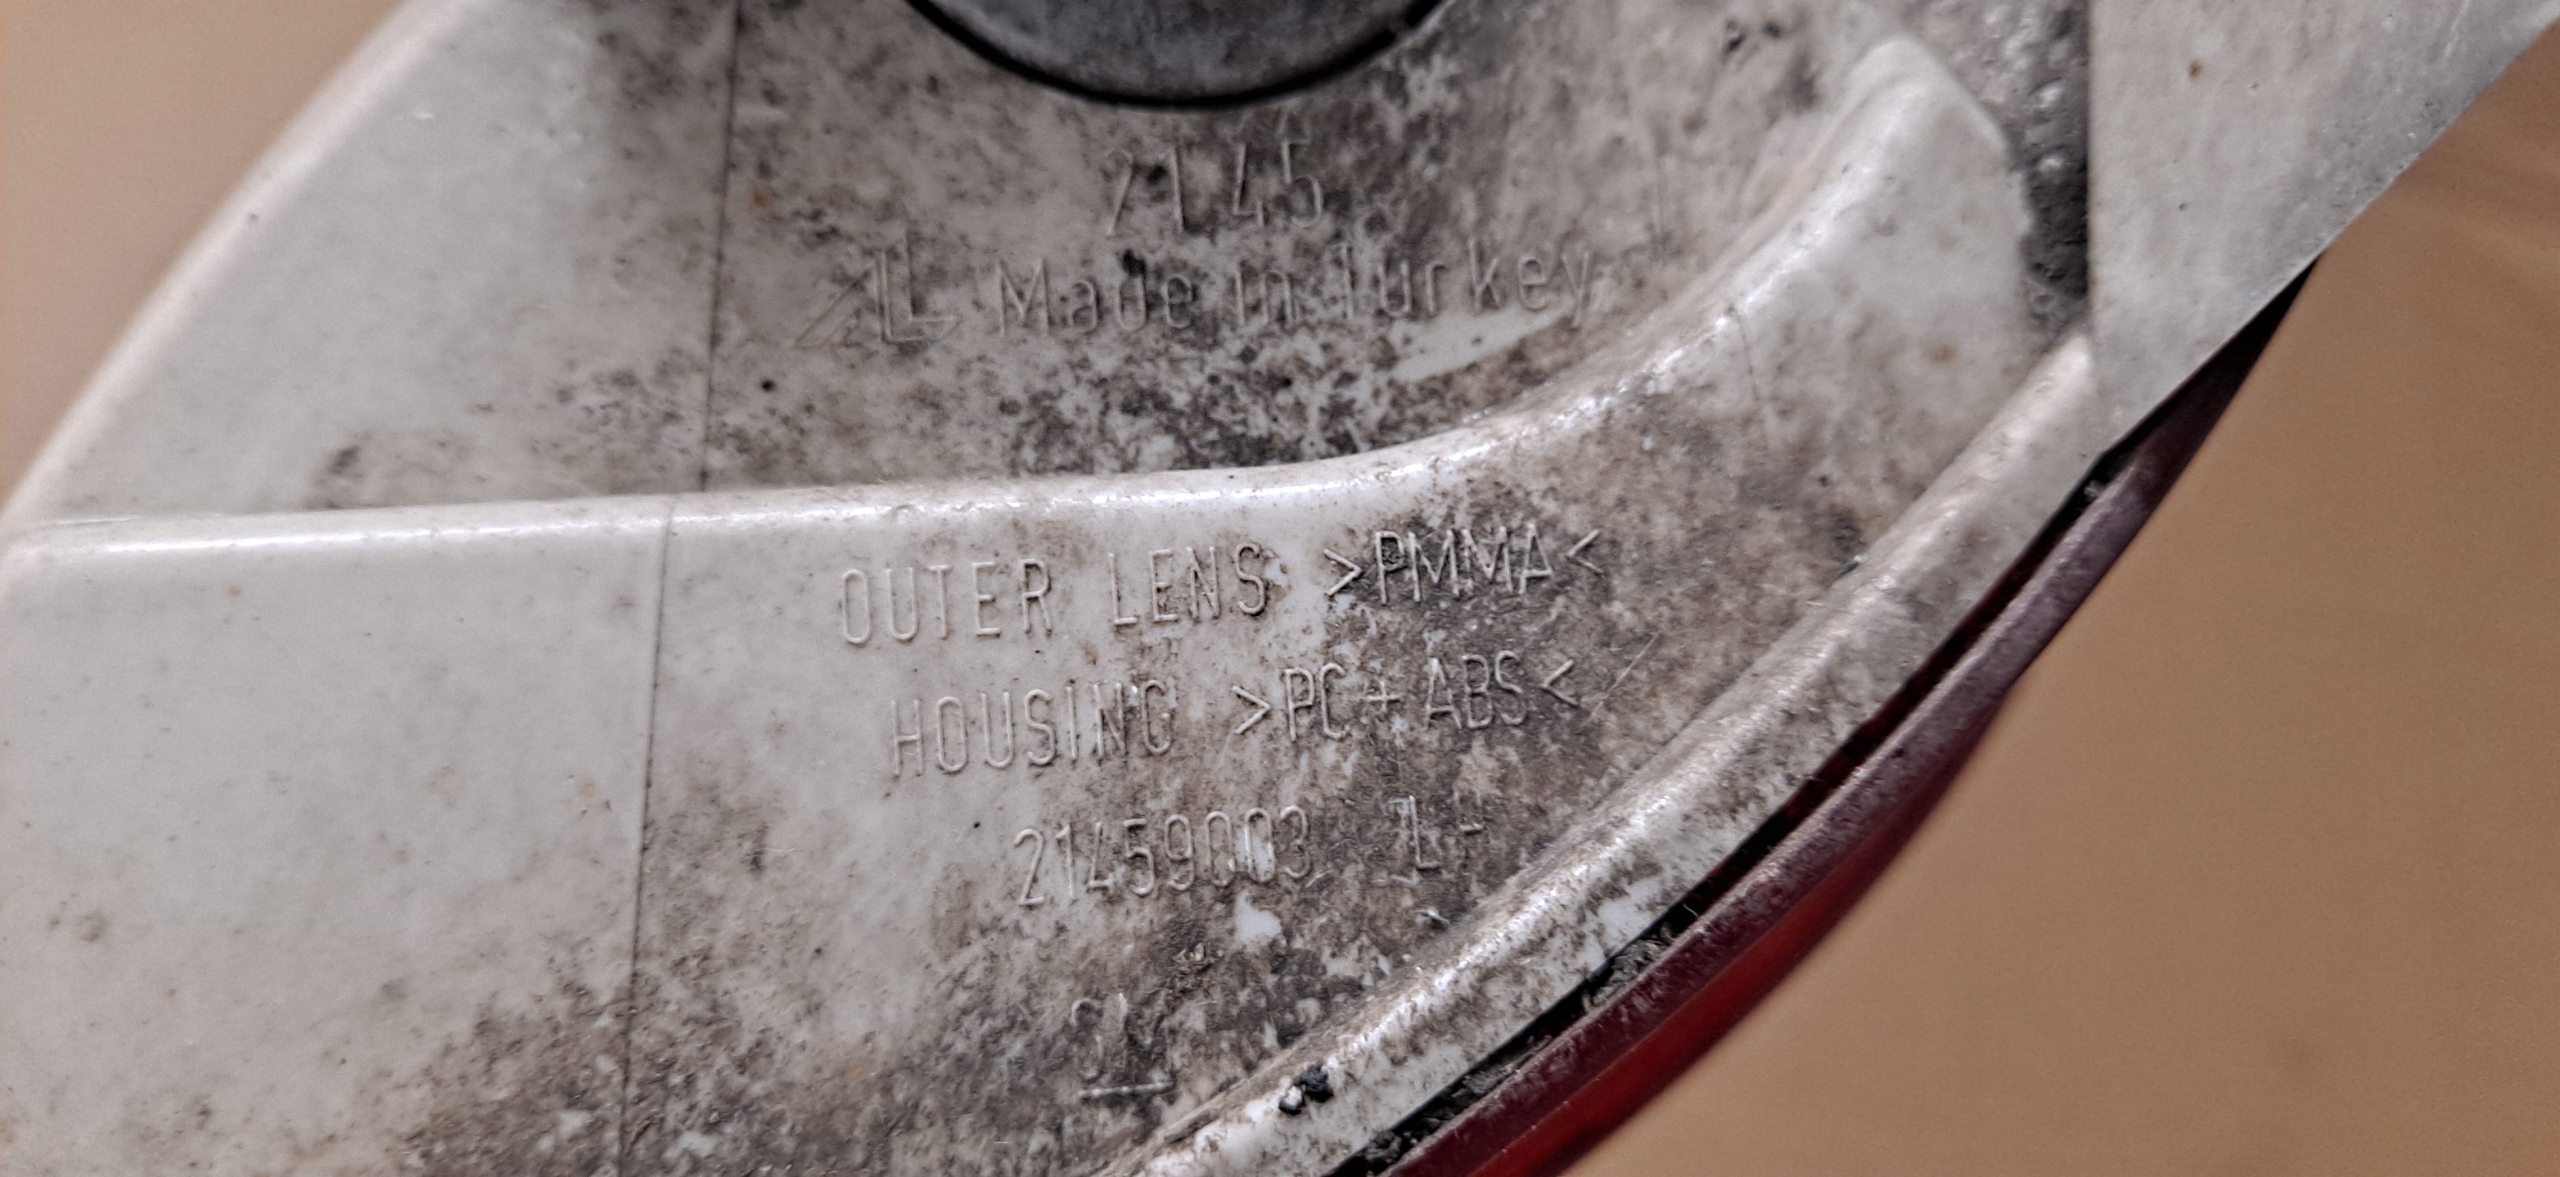 2145
Made in Turkey
OUTER LENS >PMMA<
HOUSING >PC+ABS<
21459003